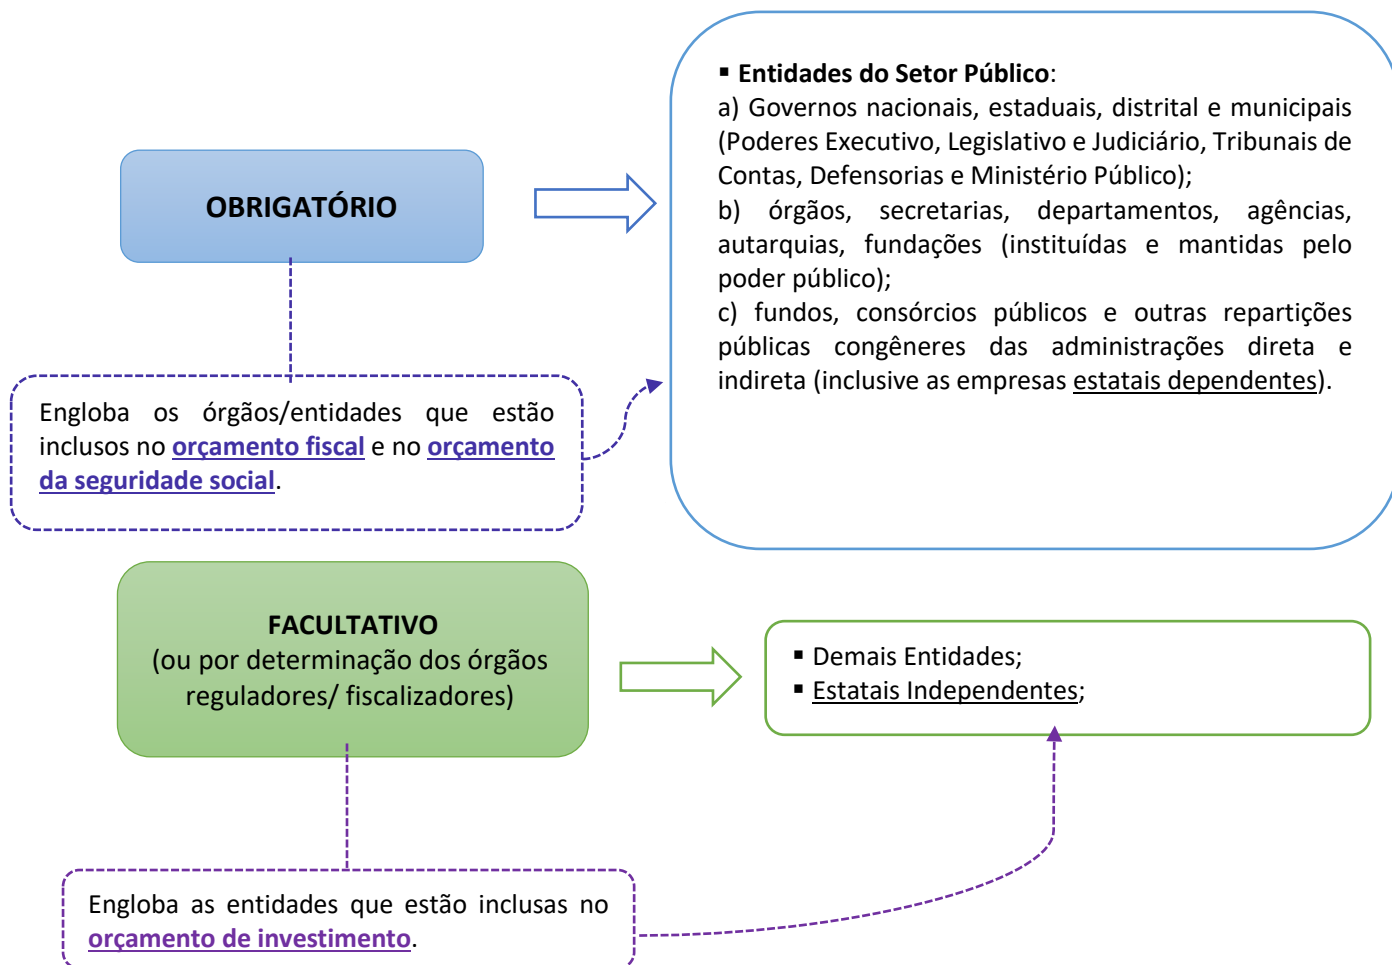 OBRIGATÓRIO
▪ Entidades do Setor Público:
a) Governos nacionais, estaduais, distrital e municipais
(Poderes Executivo, Legislativo e Judiciário, Tribunais de
Contas, Defensorias e Ministério Público);
b) órgãos, secretarias, departamentos, agências,
autarquias, fundações (instituídas e mantidas pelo
poder público);
c) fundos, consórcios públicos e outras repartições
públicas congêneres das administrações direta e
indireta (inclusive as empresas estatais dependentes).
Engloba os órgãos/entidades que estão
inclusos no orçamento fiscal e no orçamento
da seguridade social.
FACULTATIVO
(ou por determinação dos órgãos
reguladores/ fiscalizadores)
▪ Demais Entidades;
▪ Estatais Independentes;
Engloba as entidades que estão inclusas no
orçamento de investimento.